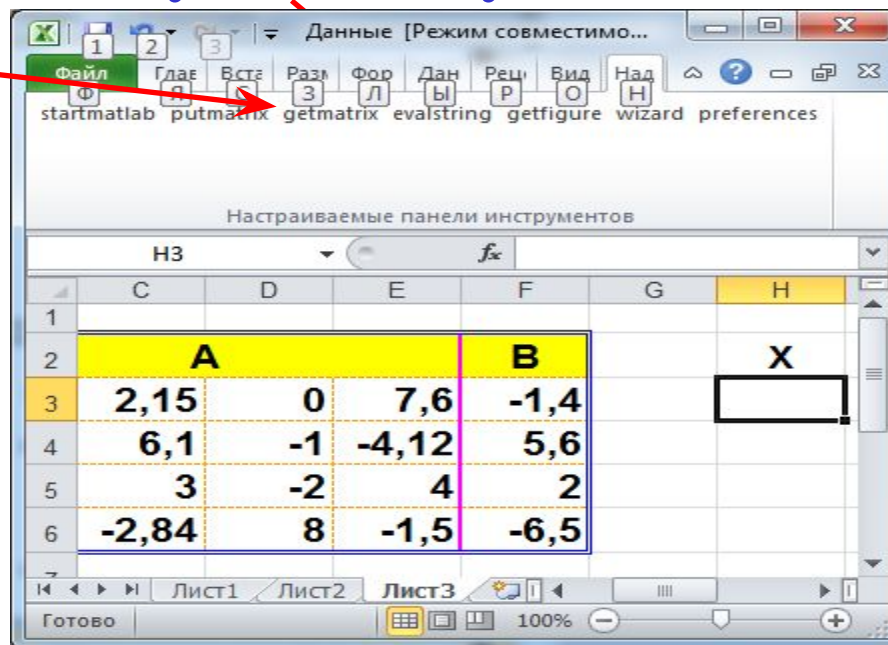 Данные [Режим совместимо...
1 2 3
Файл Глав Вста Разм Фор Дан Реце Вид Над
Ф Я С З Л Ы Р О Н
startmatlab putmatrix getmatrix evalstring getfigure wizard preferences
Настраиваемые панели инструментов
H3 fx
C D E F G H
1
2 A B X
3 2,15 0 7,6 -1,4
4 6,1 -1 -4,12 5,6
5 3 -2 4 2
6 -2,84 8 -1,5 -6,5
Лист1 Лист2 Лист3
Готово 100%